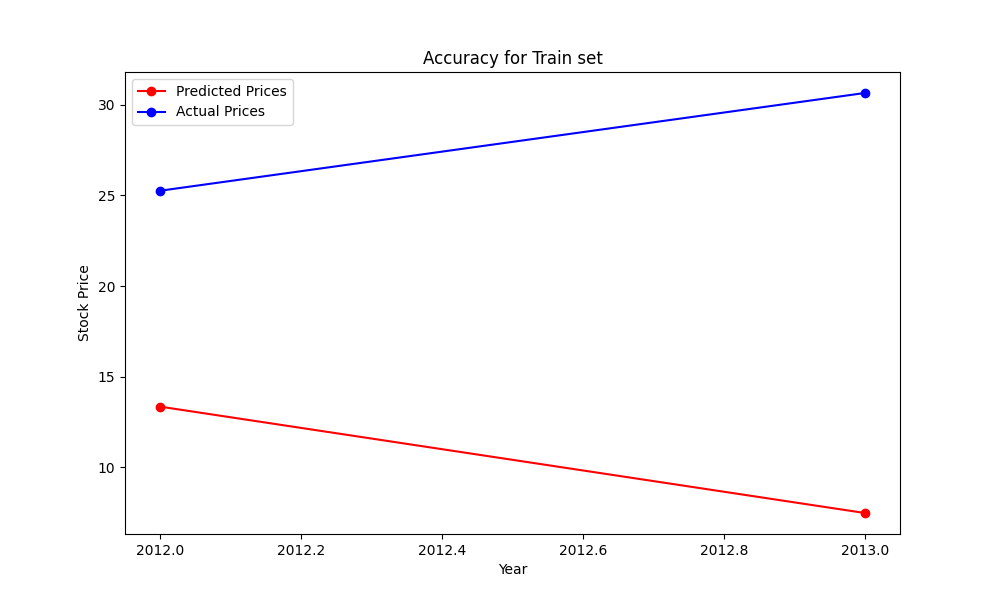 Accuracy for Train set
Predicted Prices
Actual Prices
30
25
20
15
10
Stock Price
2012.0 2012.2 2012.4 2012.6 2012.8 2013.0
Year